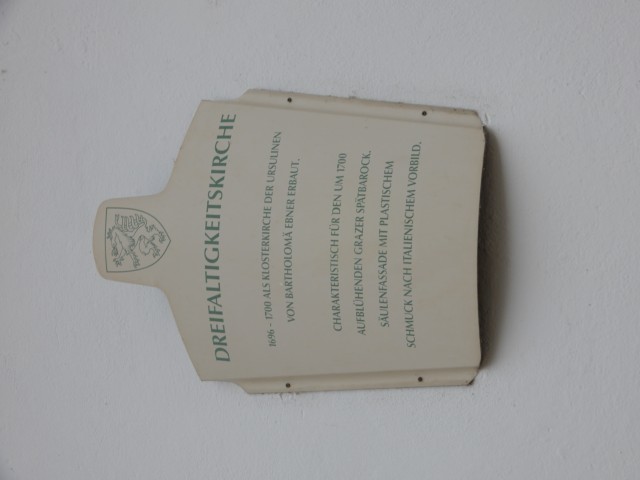 DREIFALTIGKEITSKIRCHE
1696 - 1700 ALS KLOSTERKIRCHE DER URSULINEN
VON BARTHOLOMÄ EBNER ERBAUT.
CHARAKTERISTISCH FÜR DEN UM 1700
AUFBLÜHENDEN GRAZER SPÄTBAROCK.
SÄULENFASSADE MIT PLASTISCHEM
SCHMUCK NACH ITALIENISCHEM VORBILD.